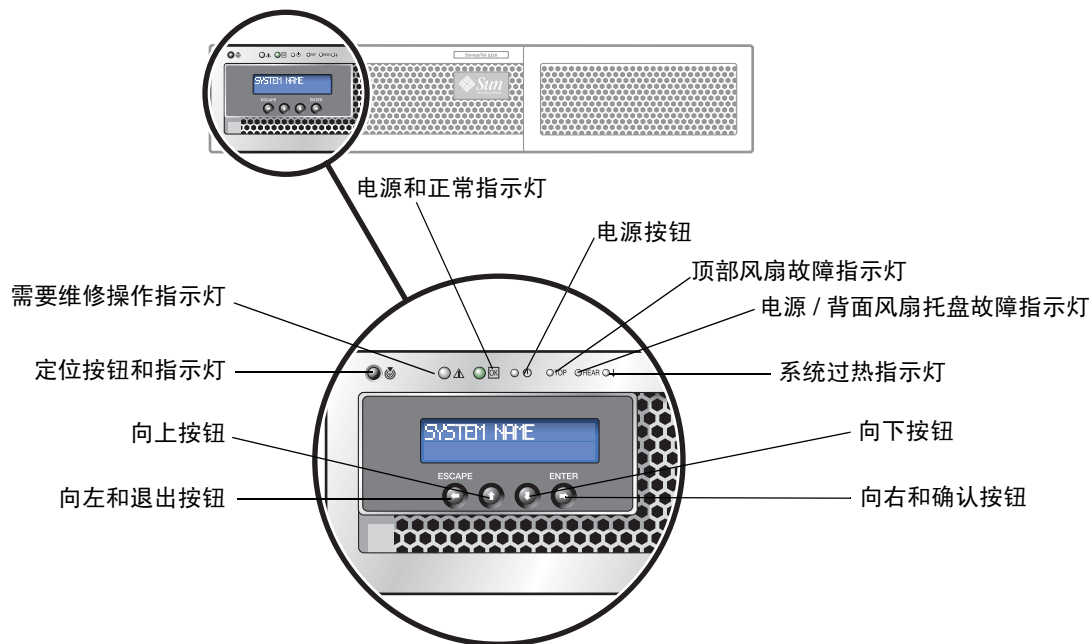 SYSTEM NAME
ESCAPE
ENTER
Sun
电源和正常指示灯
电源按钮
顶部风扇故障指示灯
需要维修操作指示灯
电源 / 背面风扇托盘故障指示灯
定位按钮和指示灯
OK
TOP
REAR
系统过热指示灯
向上按钮
SYSTEM NAME
向下按钮
ESCAPE
ENTER
向左和退出按钮
向右和确认按钮